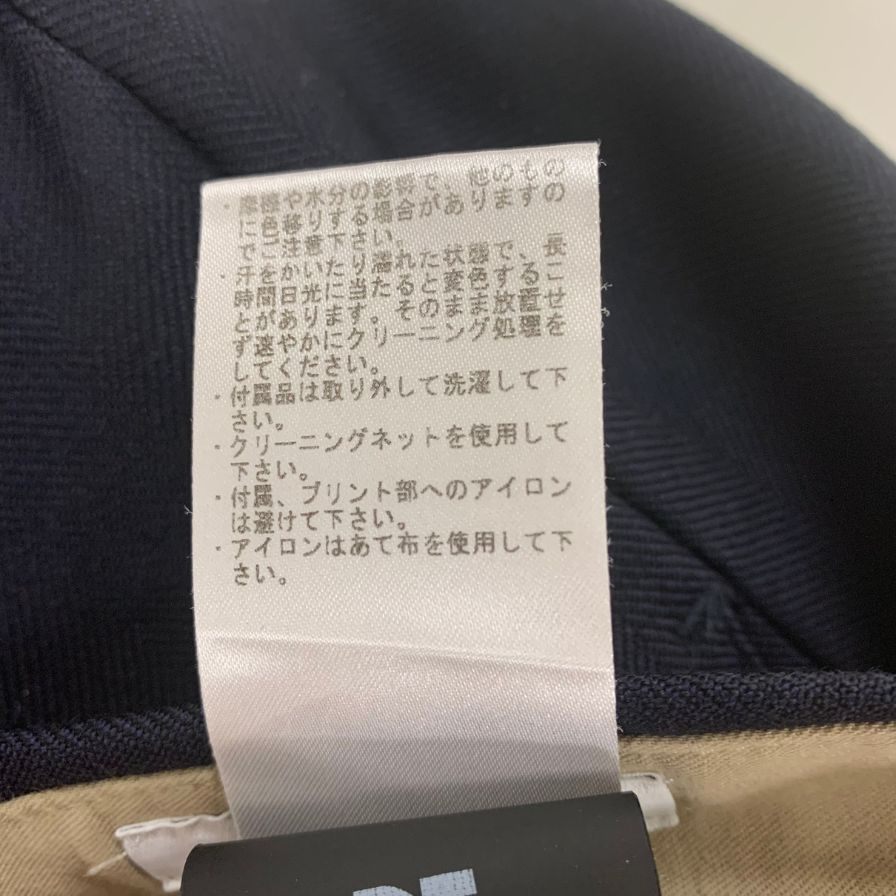 ・摩擦や水分の影響で、他のもの
に色移りする場合がありますの
でご注意下さい。
・汗をかいたり濡れた状態で、長
時間日光に当たると変色するこ
とがあります。そのまま放置せ
ず速やかにクリーニング処理を
してください。
・付属品は取り外して洗濯して下
さい。
・クリーニングネットを使用して
下さい。
・付属、プリント部へのアイロン
は避けて下さい。
・アイロンはあて布を使用して下
さい。